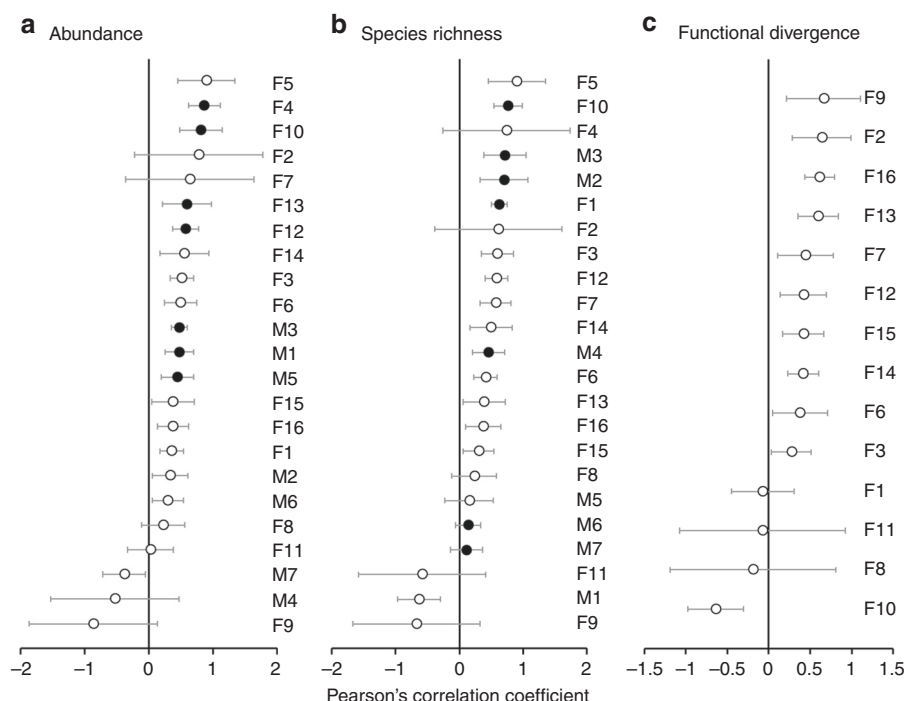 a Abundance
F5
F4
F10
F2
F7
F13
F12
F14
F3
F6
M3
M1
M5
F15
F16
F1
M2
M6
F8
F11
M7
M4
F9
−2 −1 0 1 2
b Species richness
F5
F10
F4
M3
M2
F1
F2
F3
F12
F7
F14
M4
F6
F13
F16
F15
F8
M5
M6
M7
F11
M1
F9
−2 −1 0 1 2
c Functional divergence
F9
F2
F16
F13
F7
F12
F15
F14
F6
F3
F1
F11
F8
F10
−1.5 −1 −0.5 0 0.5 1 1.5
Pearson's correlation coefficient